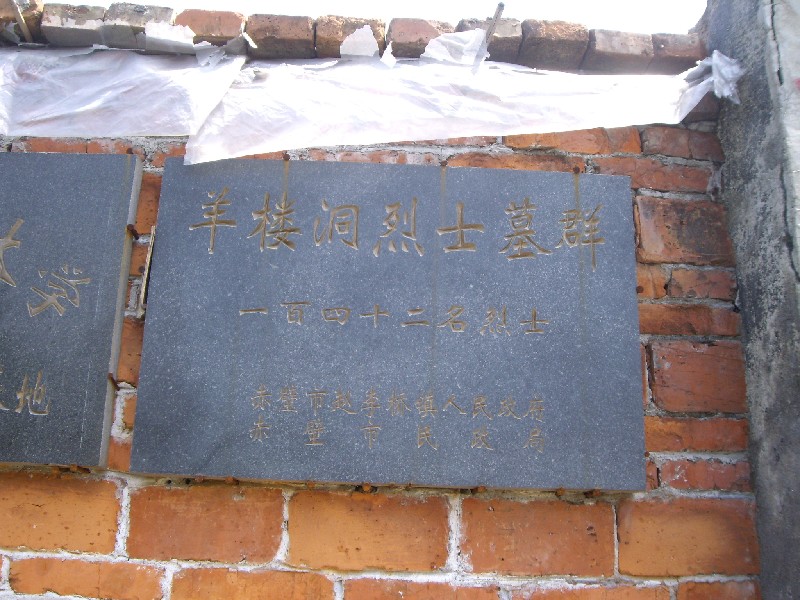 羊楼洞烈士墓群
一百四十二名烈士
赤壁市赵李桥镇人民政府
赤壁市民政局
地